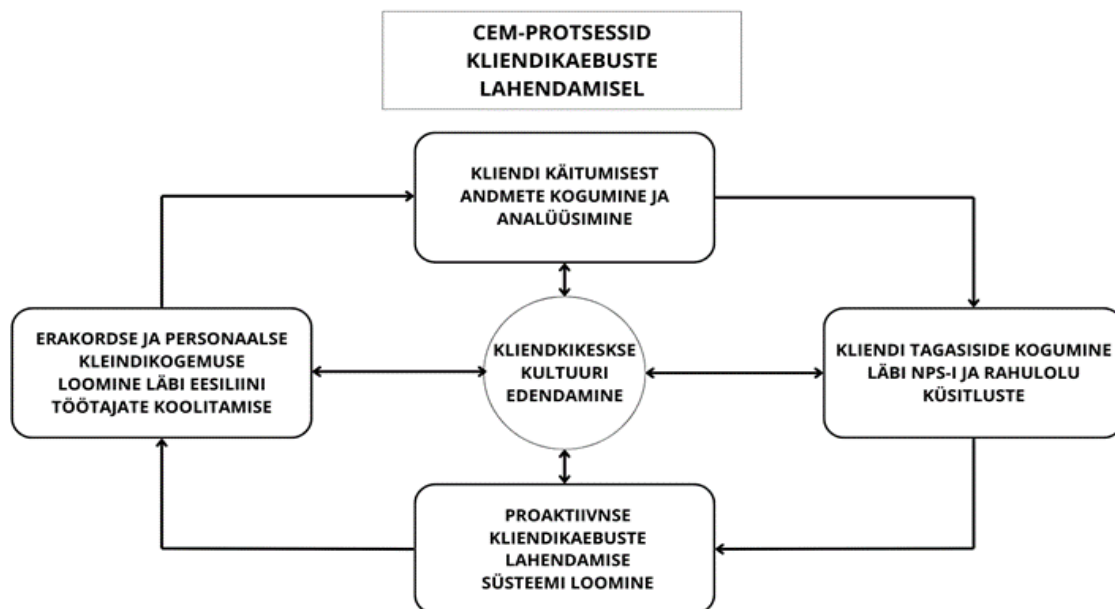 CEM-PROTSESSID
KLIENDIKAEBUSTE
LAHENDAMISEL
KLIENDI KÄITUMISEST
ANDMETE KOGUMINE JA
ANALÜÜSIMINE
ERAKORDSE JA PERSONAALSE
KLEINDIKOGEMUSE
LOOMINE LÄBI EESILIINI
TÖÖTAJATE KOOLITAMISE
KLIENDKIKESKSE
KULTUURI
EDENDAMINE
KLIENDI TAGASISIDE KOGUMINE
LÄBI NPS-I JA RAHULOLU
KÜSITLUSTE
PROAKTIIVNSE
KLIENDIKAEBUSTE
LAHENDAMISE
SÜSTEEMI LOOMINE